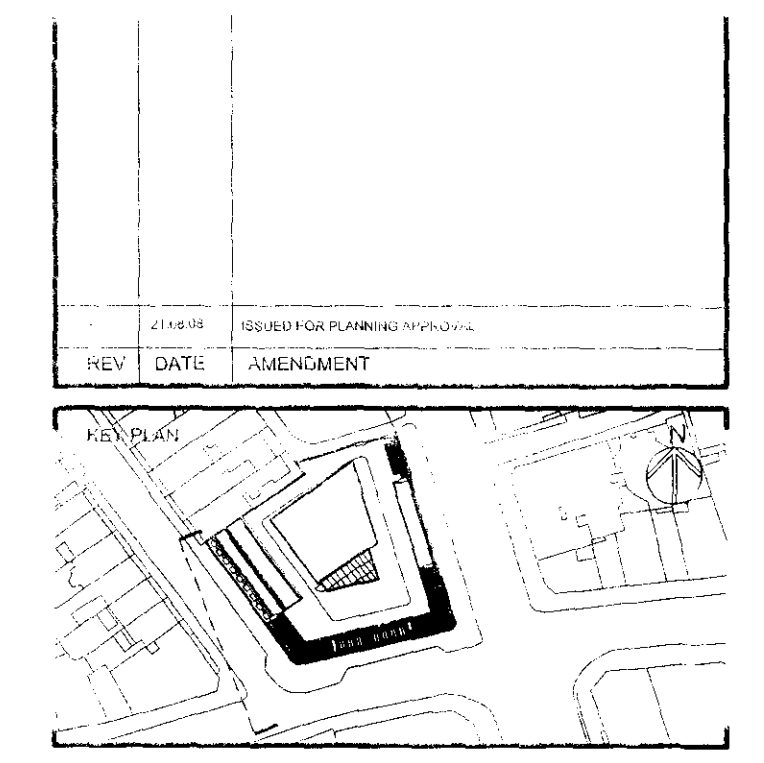 - 21.08.08 ISSUED FOR PLANNING APPROVAL
REV DATE AMENDMENT
KEY PLAN
N